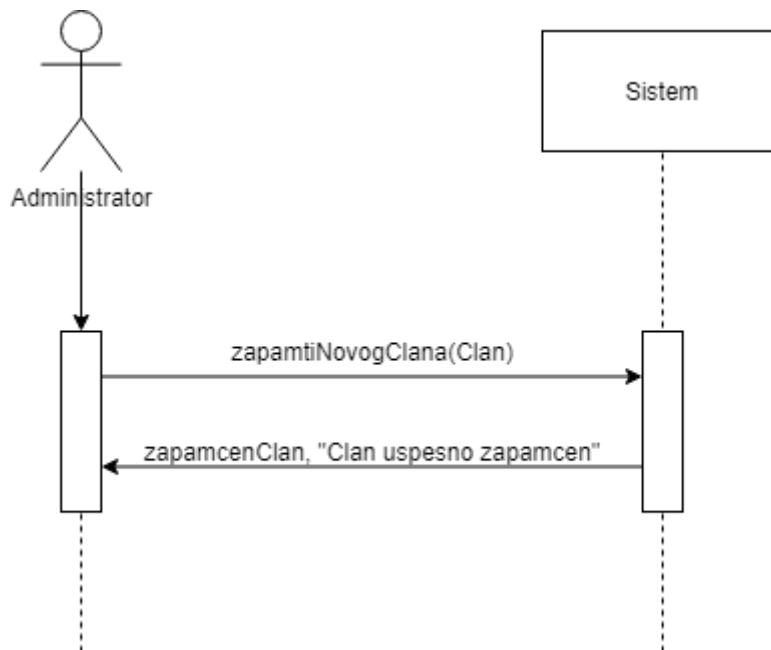 Sistem
Administrator
zapamtiNovogClana(Clan)
zapamcenClan, "Clan uspesno zapamcen"